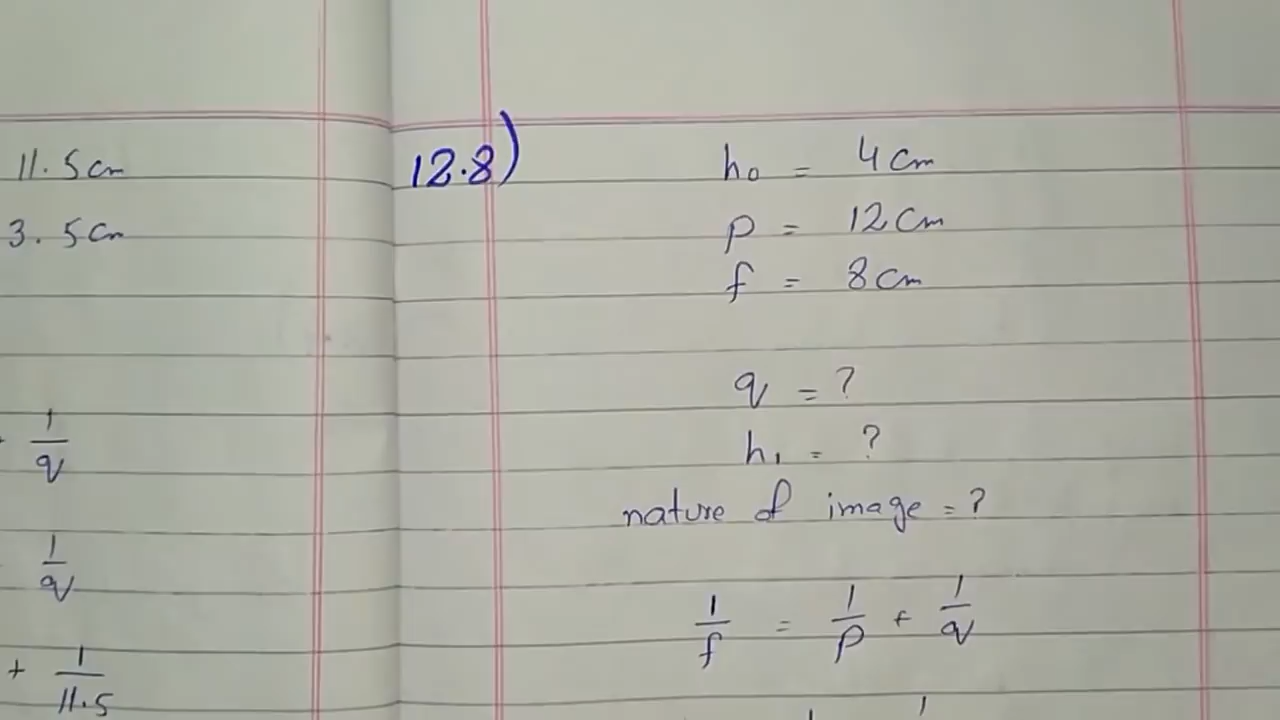 11.5cm
3.5cm
1/q
1/q
+ 1/11.5
12.8)
h₀ = 4cm
p = 12cm
f = 8cm
q = ?
h₁ = ?
nature of image = ?
1/f = 1/p + 1/q